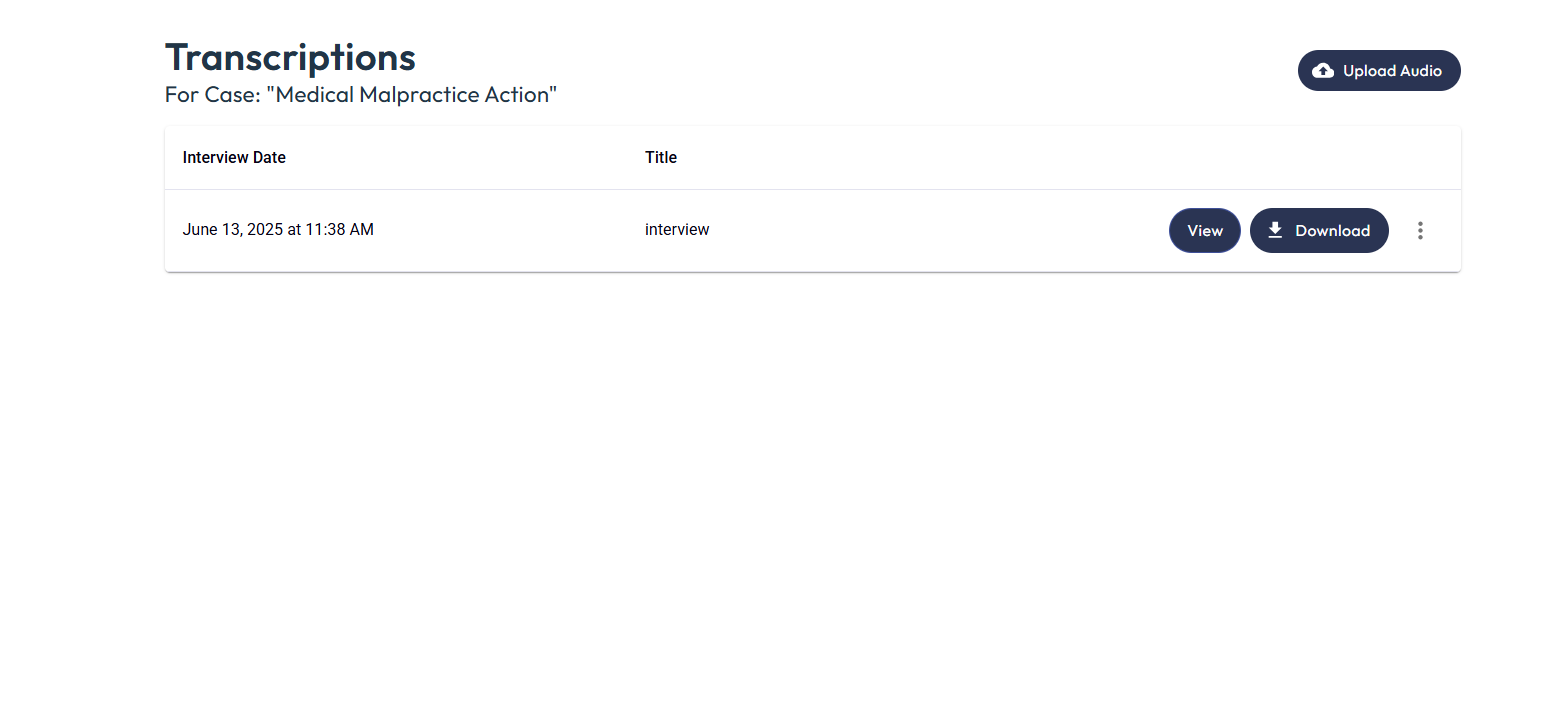 Transcriptions
For Case: "Medical Malpractice Action"
Upload Audio
Interview Date Title
June 13, 2025 at 11:38 AM interview View Download